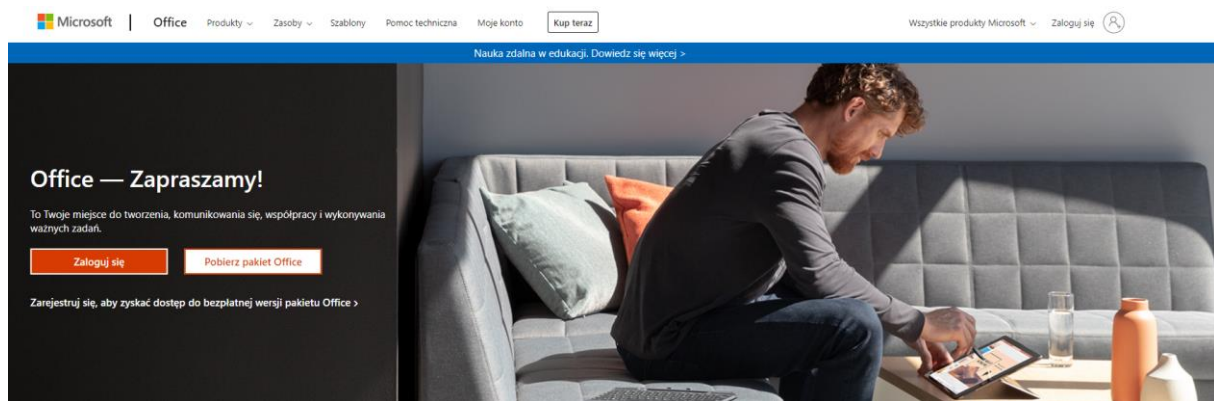 Microsoft Office Produkty Zasoby Szablony Pomoc techniczna Moje konto Kup teraz Wszystkie produkty Microsoft Zaloguj się
Nauka zdalna w edukacji. Dowiedz się więcej >
Office — Zapraszamy!
To Twoje miejsce do tworzenia, komunikowania się, współpracy i wykonywania
ważnych zadań.
Zaloguj się Pobierz pakiet Office
Zarejestruj się, aby zyskać dostęp do bezpłatnej wersji pakietu Office >